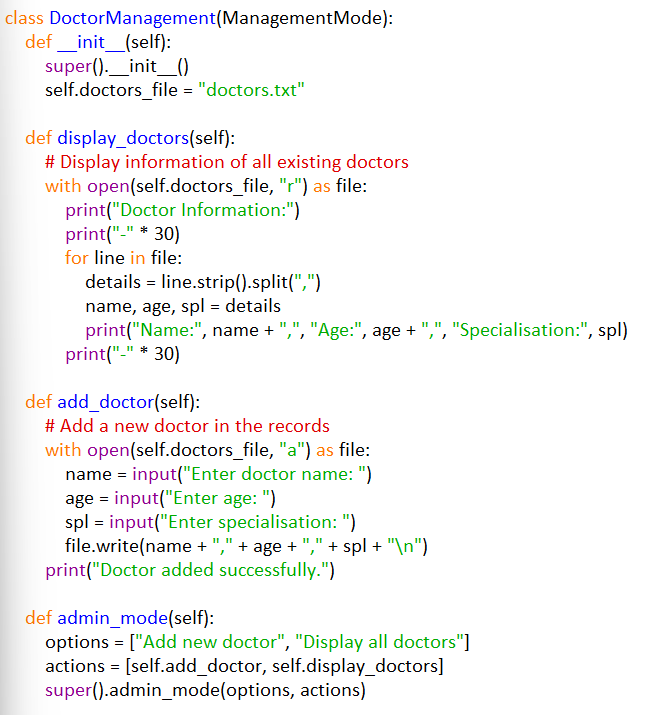 class DoctorManagement(ManagementMode):
    def __init__(self):
        super().__init__()
        self.doctors_file = "doctors.txt"

    def display_doctors(self):
        # Display information of all existing doctors
        with open(self.doctors_file, "r") as file:
            print("Doctor Information:")
            print("-" * 30)
            for line in file:
                details = line.strip().split(",")
                name, age, spl = details
                print("Name:", name + ",", "Age:", age + ",", "Specialisation:", spl)
            print("-" * 30)

    def add_doctor(self):
        # Add a new doctor in the records
        with open(self.doctors_file, "a") as file:
            name = input("Enter doctor name: ")
            age = input("Enter age: ")
            spl = input("Enter specialisation: ")
            file.write(name + "," + age + "," + spl + "\n")
        print("Doctor added successfully.")

    def admin_mode(self):
        options = ["Add new doctor", "Display all doctors"]
        actions = [self.add_doctor, self.display_doctors]
        super().admin_mode(options, actions)